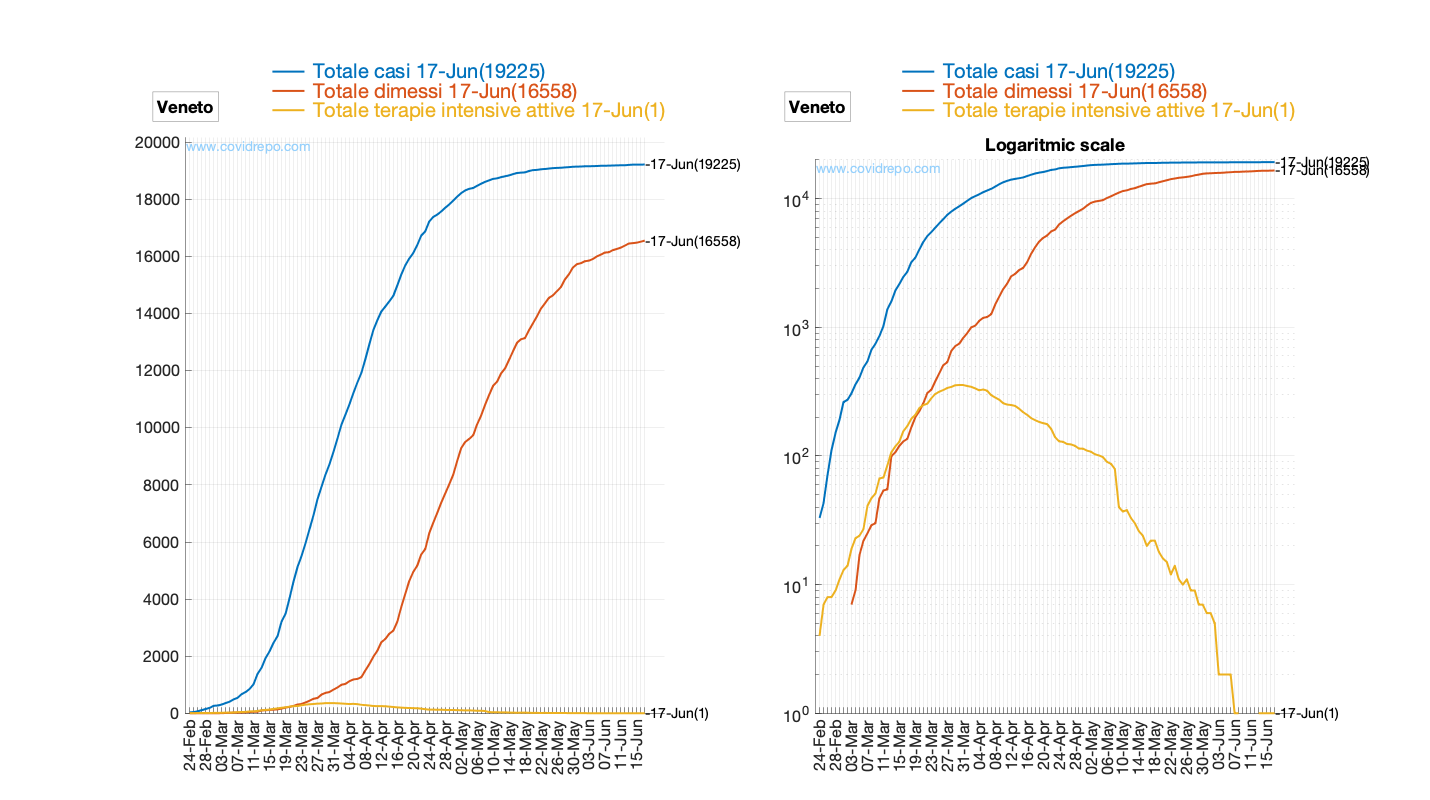 Totale casi 17-Jun(19225)
Totale dimessi 17-Jun(16558)
Totale terapie intensive attive 17-Jun(1)
Veneto
www.covidrepo.com
20000
18000
16000
14000
12000
10000
8000
6000
4000
2000
0
-17-Jun(19225)
-17-Jun(16558)
-17-Jun(1)
24-Feb
28-Feb
03-Mar
07-Mar
11-Mar
15-Mar
19-Mar
23-Mar
27-Mar
31-Mar
04-Apr
08-Apr
12-Apr
16-Apr
20-Apr
24-Apr
28-Apr
02-May
06-May
10-May
14-May
18-May
22-May
26-May
30-May
03-Jun
07-Jun
11-Jun
15-Jun
Totale casi 17-Jun(19225)
Totale dimessi 17-Jun(16558)
Totale terapie intensive attive 17-Jun(1)
Veneto
Logaritmic scale
www.covidrepo.com
10^4
10^3
10^2
10^1
10^0
-17-Jun(19225)
-17-Jun(16558)
-17-Jun(1)
24-Feb
28-Feb
03-Mar
07-Mar
11-Mar
15-Mar
19-Mar
23-Mar
27-Mar
31-Mar
04-Apr
08-Apr
12-Apr
16-Apr
20-Apr
24-Apr
28-Apr
02-May
06-May
10-May
14-May
18-May
22-May
26-May
30-May
03-Jun
07-Jun
11-Jun
15-Jun